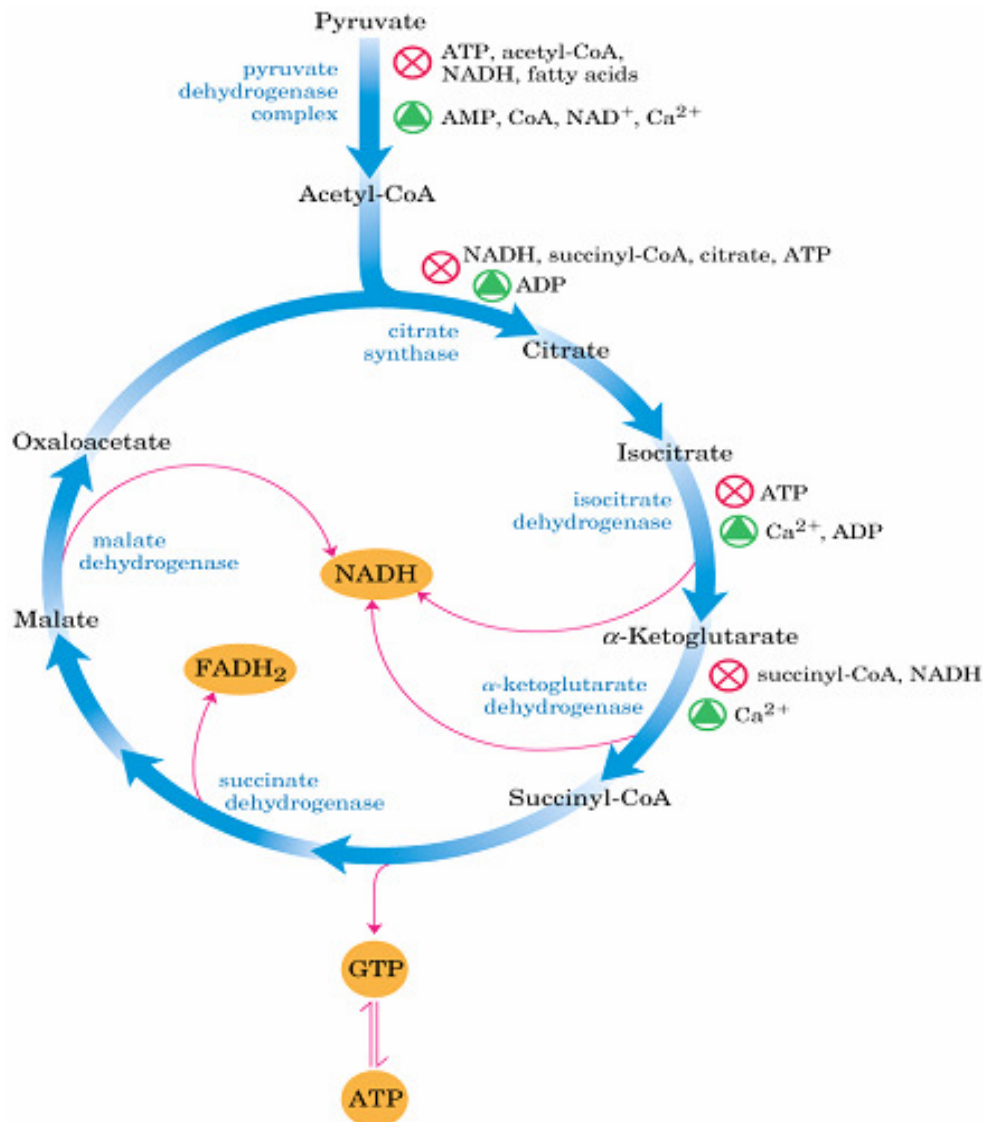 Pyruvate
ATP, acetyl-CoA,
NADH, fatty acids
pyruvate
dehydrogenase
complex
AMP, CoA, NAD⁺, Ca²⁺
Acetyl-CoA
NADH, succinyl-CoA, citrate, ATP
ADP
citrate
synthase
Citrate
Oxaloacetate
Isocitrate
isocitrate
dehydrogenase
ATP
Ca²⁺, ADP
malate
dehydrogenase
NADH
Malate
α-Ketoglutarate
FADH₂
α-ketoglutarate
dehydrogenase
succinyl-CoA, NADH
Ca²⁺
succinate
dehydrogenase
Succinyl-CoA
GTP
ATP